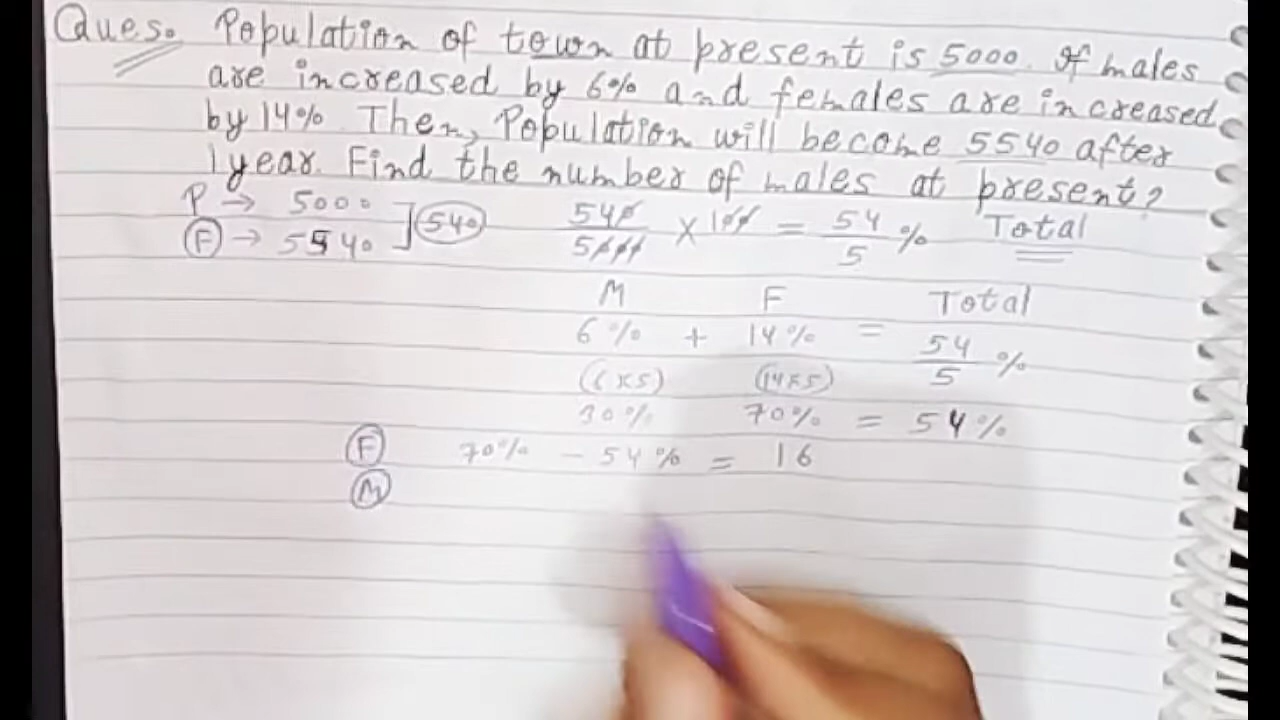 Ques. Population of town at present is 5000. If males
are increased by 6% and females are increased
by 14%. Then, Population will become 5540 after
1 year. Find the number of males at present?
P → 5000
(F) → 5540 ] 540 540/5000 × 100 = 54/5 % Total
M F Total
6% + 14% = 54/5 %
(6×5) (14×5)
30% 70% = 54%
(F) 70% - 54% = 16
(M)